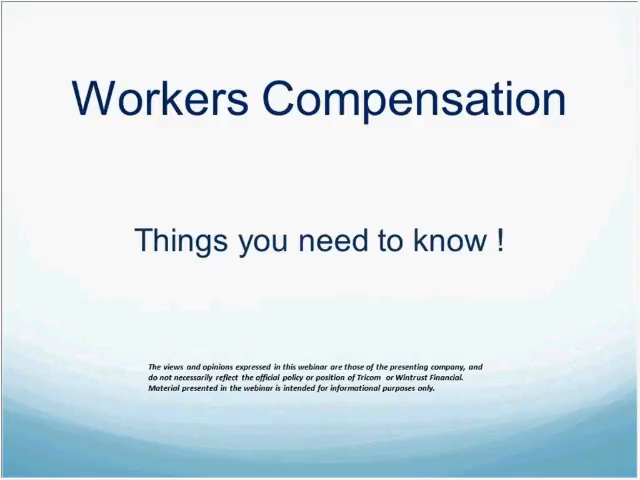 Workers Compensation
Things you need to know !
The views and opinions expressed in this webinar are those of the presenting company, and
do not necessarily reflect the official policy or position of Tricom or Wintrust Financial.
Material presented in the webinar is intended for informational purposes only.